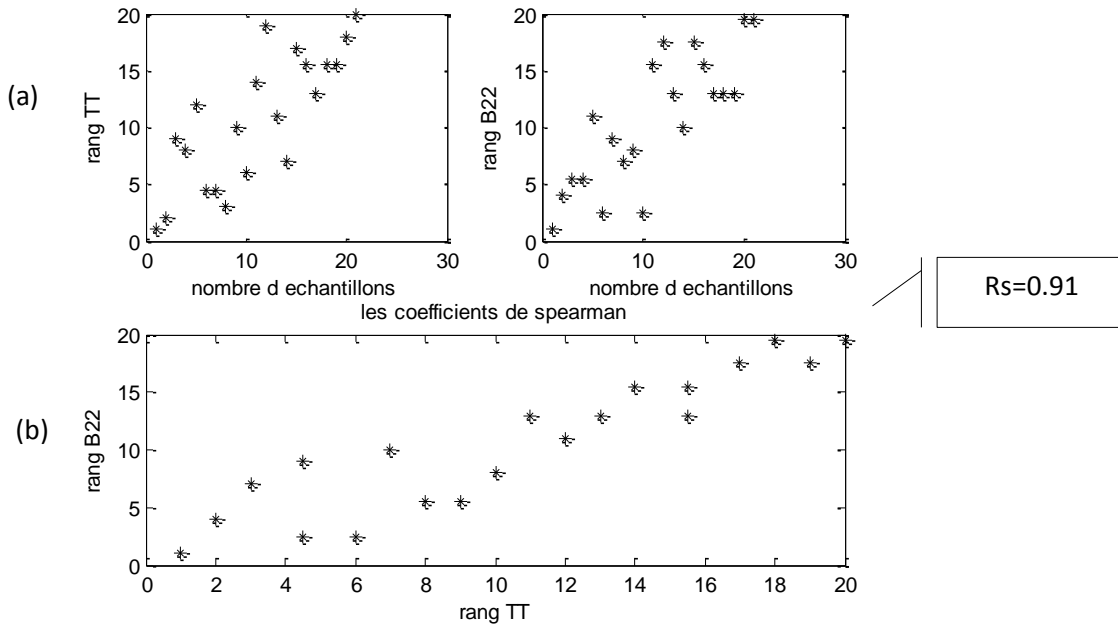 (a)
rang TT
20
15
10
5
0
0 10 20 30
nombre d echantillons
rang B22
20
15
10
5
0
0 10 20 30
nombre d echantillons
Rs=0.91
les coefficients de spearman
(b)
rang B22
20
15
10
5
0
0 2 4 6 8 10 12 14 16 18 20
rang TT